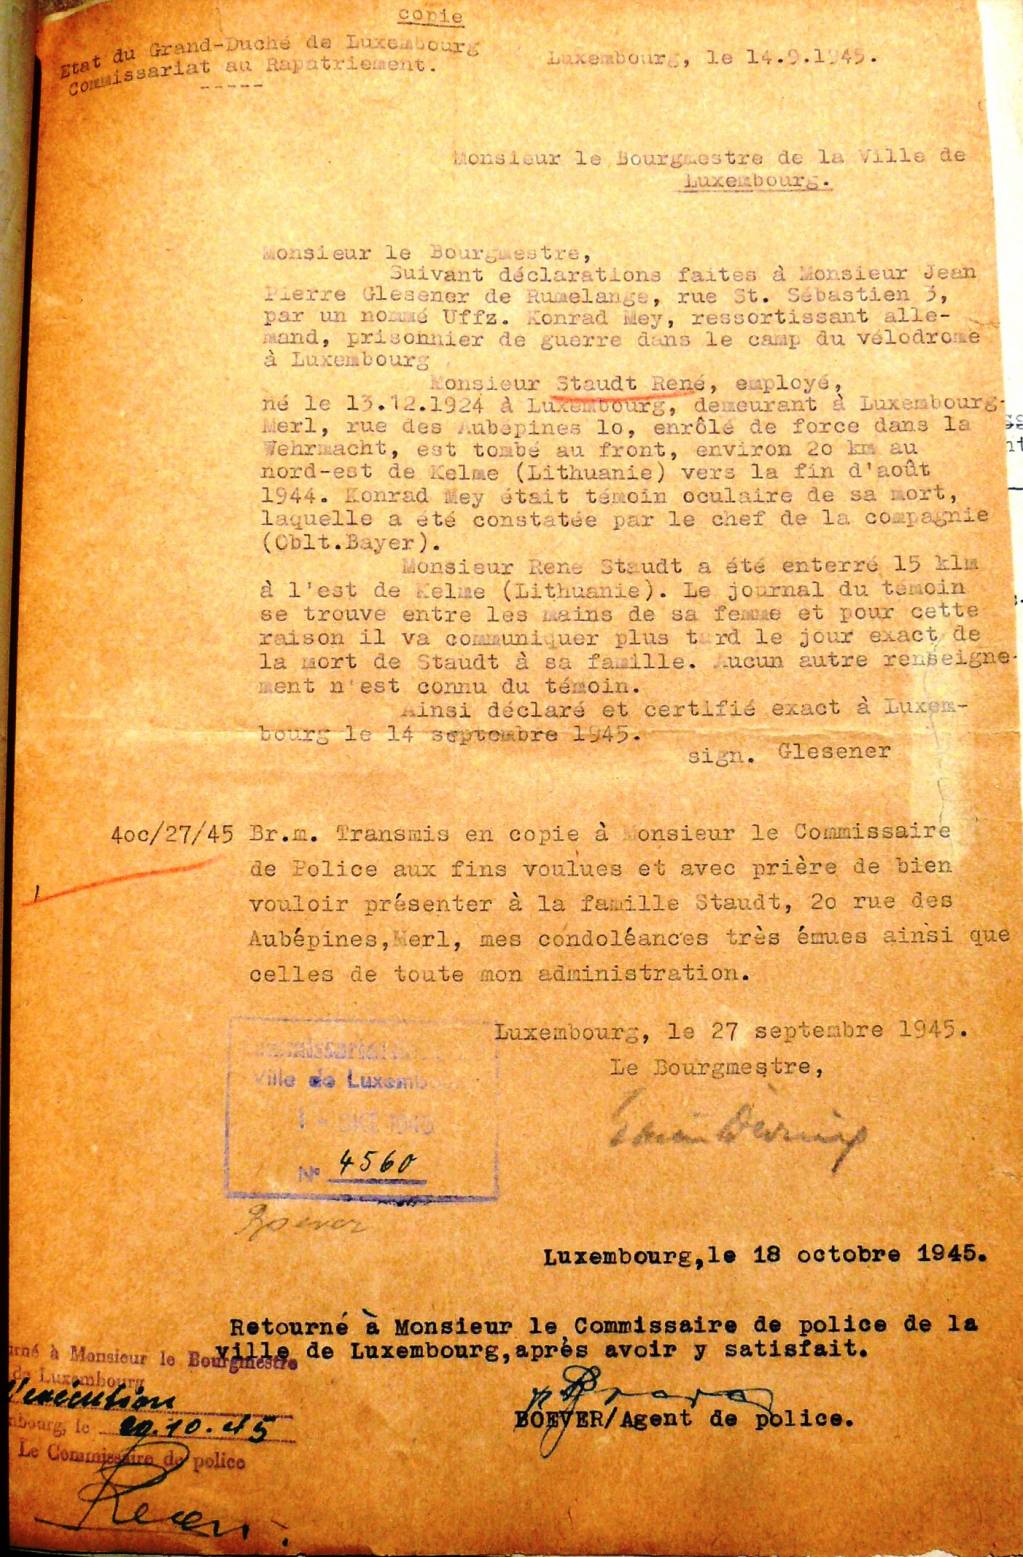 copie
Etat du Grand-Duché de Luxembourg
Commissariat au Rapatriement.
-----
Luxembourg, le 14.9.1945.
Monsieur le Bourgmestre de la Ville de
Luxembourg.
Monsieur le Bourgmestre,
Suivant déclarations faites à Monsieur Jean
Pierre Glesener de Rumelange, rue St. Sébastien 3,
par un nommé Uffz. Konrad Mey, ressortissant alle-
mand, prisonnier de guerre dans le camp du vélodrome
à Luxembourg
Monsieur Staudt René, employé,
né le 13.12.1924 à Luxembourg, demeurant à Luxembourg-
Merl, rue des Aubépines 1o, enrôlé de force dans la
Wehrmacht, est tombé au front, environ 2o km au
nord-est de Kelme (Lithuanie) vers la fin d'août
1944. Konrad Mey était témoin oculaire de sa mort,
laquelle a été constatée par le chef de la compagnie
(Oblt.Bayer).
Monsieur René Staudt a été enterré 15 klm
à l'est de Kelme (Lithuanie). Le journal du témoin
se trouve entre les mains de sa femme et pour cette
raison il va communiquer plus tard le jour exact de
la mort de Staudt à sa famille. Aucun autre renseigne-
ment n'est connu du témoin.
Ainsi déclaré et certifié exact à Luxem-
bourg le 14 septembre 1945.
sign. Glesener
4oc/27/45 Br.m. Transmis en copie à Monsieur le Commissaire
de Police aux fins voulues et avec prière de bien
vouloir présenter à la famille Staudt, 2o rue des
Aubépines,Merl, mes condoléances très émues ainsi que
celles de toute mon administration.
Luxembourg, le 27 septembre 1945.
Le Bourgmestre,
Ville de Luxembourg
1945
N° 4560
Boever
Luxembourg,le 18 octobre 1945.
Retourné à Monsieur le Commissaire de police de la
ville de Luxembourg,après avoir y satisfait.
BOEVER/Agent de police.
rné à Monsieur le Bourgmestre
de Luxembourg
l'exécution
mbourg, le 20.10.45
Le Commissaire de police